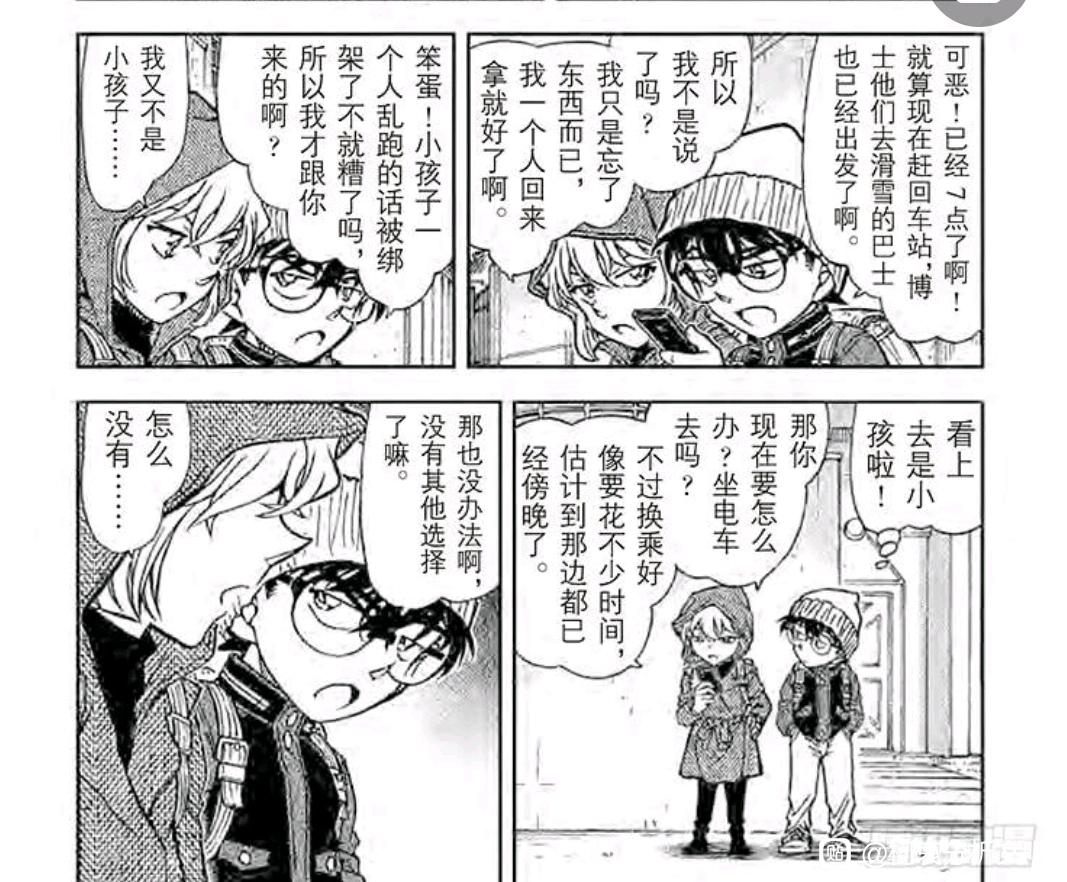 可恶！已经7点了啊！
就算现在赶回车站，博
士他们去滑雪的巴士
也已经出发了啊。
所以
我不是说
了吗？
我只是忘了
东西而已，
我一个人回来
拿就好了啊。
笨蛋！小孩子一
个人乱跑的话被绑
架了不就糟了吗，
所以我才跟你
来的啊？
我又不是
小孩子……
看上
去是小
孩啦！
那你
现在要怎么
办？坐电车
去吗？
不过换乘好
像要花不少时间，
估计到那边都已
经傍晚了。
那也没办法啊，
没有其他选择
了嘛。
怎么
没有……
贴